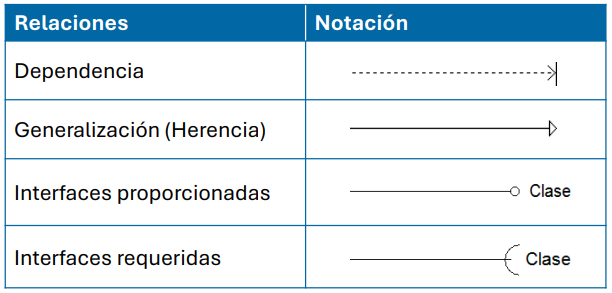 Relaciones Notación
Dependencia
Generalización (Herencia)
Interfaces proporcionadas Clase
Interfaces requeridas Clase